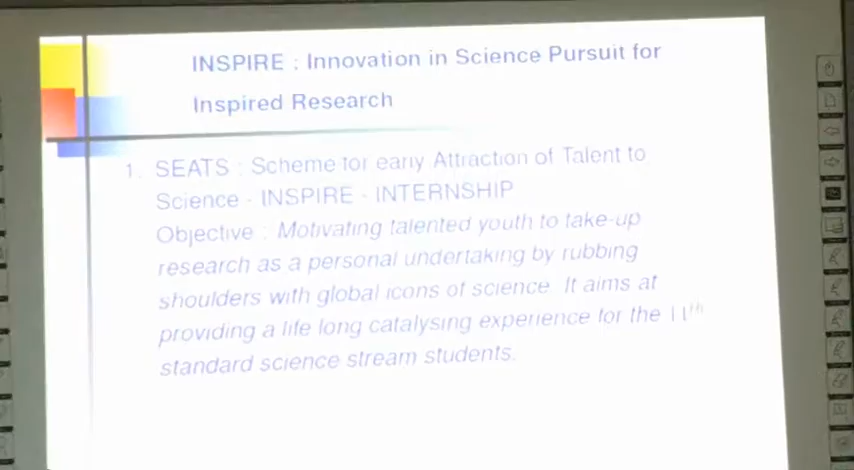 INSPIRE : Innovation in Science Pursuit for
Inspired Research
1. SEATS : Scheme for early Attraction of Talent to
Science - INSPIRE - INTERNSHIP
Objective : Motivating talented youth to take-up
research as a personal undertaking by rubbing
shoulders with global icons of science. It aims at
providing a life long catalysing experience for the 11th
standard science stream students.